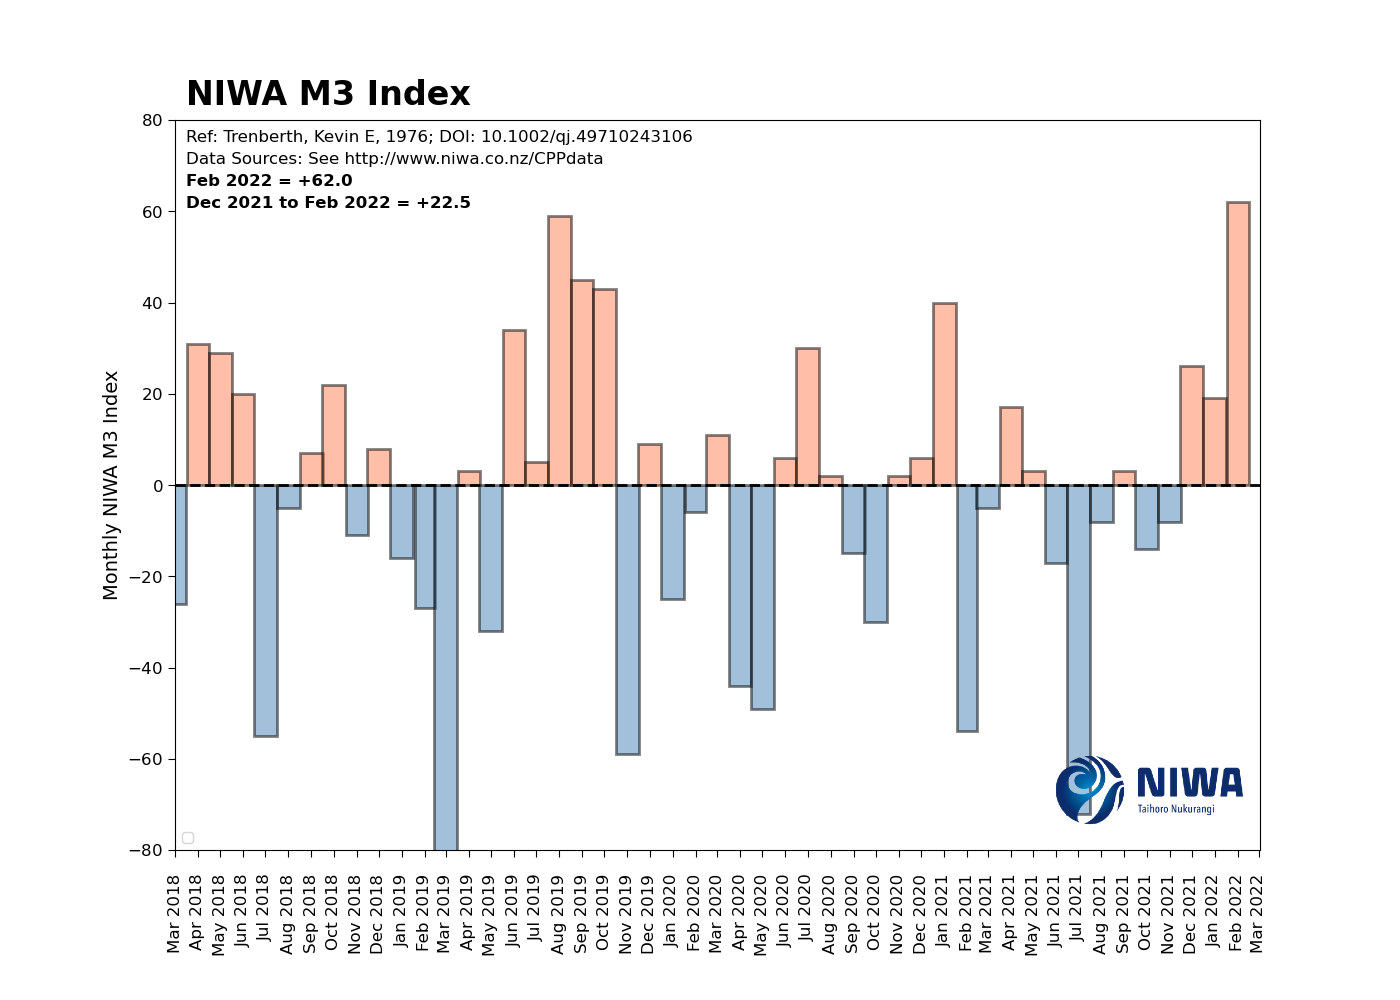 NIWA M3 Index
Ref: Trenberth, Kevin E, 1976; DOI: 10.1002/qj.49710243106
Data Sources: See http://www.niwa.co.nz/CPPdata
Feb 2022 = +62.0
Dec 2021 to Feb 2022 = +22.5
Monthly NIWA M3 Index
80
60
40
20
0
−20
−40
−60
−80
NIWA
Taihoro Nukurangi
Mar 2018
Apr 2018
May 2018
Jun 2018
Jul 2018
Aug 2018
Sep 2018
Oct 2018
Nov 2018
Dec 2018
Jan 2019
Feb 2019
Mar 2019
Apr 2019
May 2019
Jun 2019
Jul 2019
Aug 2019
Sep 2019
Oct 2019
Nov 2019
Dec 2019
Jan 2020
Feb 2020
Mar 2020
Apr 2020
May 2020
Jun 2020
Jul 2020
Aug 2020
Sep 2020
Oct 2020
Nov 2020
Dec 2020
Jan 2021
Feb 2021
Mar 2021
Apr 2021
May 2021
Jun 2021
Jul 2021
Aug 2021
Sep 2021
Oct 2021
Nov 2021
Dec 2021
Jan 2022
Feb 2022
Mar 2022